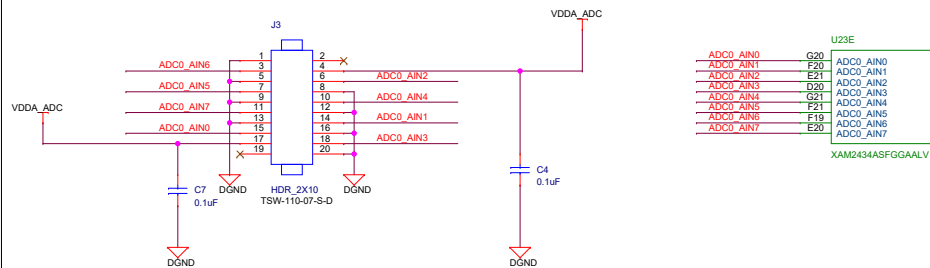 VDDA_ADC
J3
U23E
1 2
ADC0_AIN6 3 4
5 6 ADC0_AIN2
ADC0_AIN5 7 8
9 10 ADC0_AIN4
ADC0_AIN7 11 12
13 14 ADC0_AIN1
ADC0_AIN0 15 16
17 18 ADC0_AIN3
19 20
VDDA_ADC
ADC0_AIN0 G20 ADC0_AIN0
ADC0_AIN1 F20 ADC0_AIN1
ADC0_AIN2 E21 ADC0_AIN2
ADC0_AIN3 D20 ADC0_AIN3
ADC0_AIN4 G21 ADC0_AIN4
ADC0_AIN5 F21 ADC0_AIN5
ADC0_AIN6 F19 ADC0_AIN6
ADC0_AIN7 E20 ADC0_AIN7
XAM2434ASFGGAALV
C7
0.1uF
DGND
HDR_2X10
TSW-110-07-S-D
DGND
C4
0.1uF
DGND
DGND